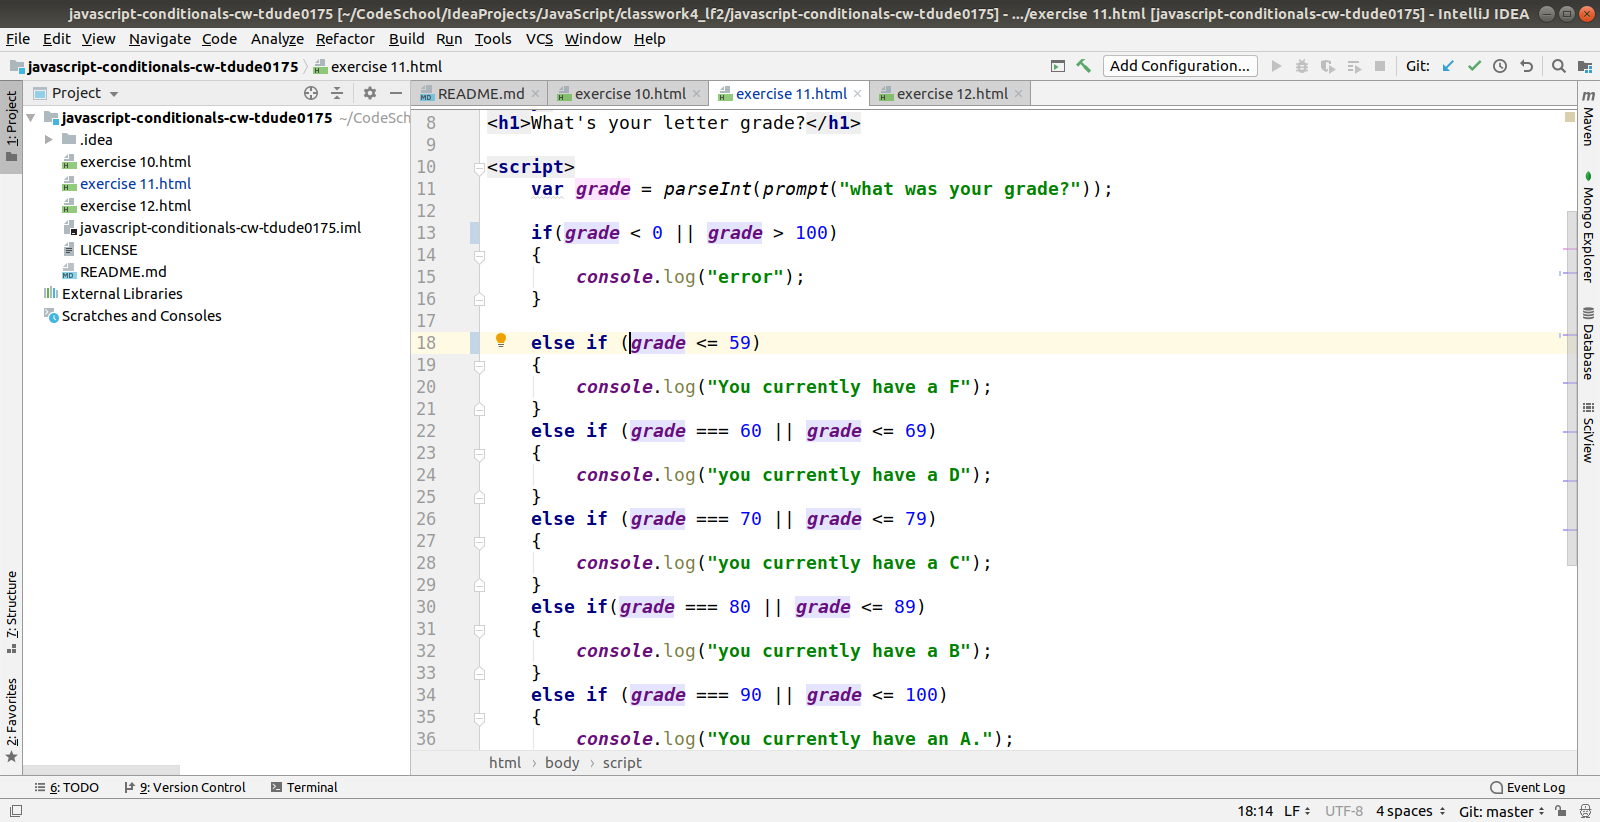 javascript-conditionals-cw-tdude0175 [~/CodeSchool/IdeaProjects/JavaScript/classwork4_lf2/javascript-conditionals-cw-tdude0175] - .../exercise 11.html [javascript-conditionals-cw-tdude0175] - IntelliJ IDEA
File Edit View Navigate Code Analyze Refactor Build Run Tools VCS Window Help
javascript-conditionals-cw-tdude0175 exercise 11.html Add Configuration... Git:
Project
README.md exercise 10.html exercise 11.html exercise 12.html
1: Project
7: Structure
2: Favorites
javascript-conditionals-cw-tdude0175 ~/CodeSch
.idea
exercise 10.html
exercise 11.html
exercise 12.html
javascript-conditionals-cw-tdude0175.iml
LICENSE
README.md
External Libraries
Scratches and Consoles
8 <h1>What's your letter grade?</h1>
9
10 <script>
11 var grade = parseInt(prompt("what was your grade?"));
12
13 if(grade < 0 || grade > 100)
14 {
15 console.log("error");
16 }
17
18 else if (grade <= 59)
19 {
20 console.log("You currently have a F");
21 }
22 else if (grade === 60 || grade <= 69)
23 {
24 console.log("you currently have a D");
25 }
26 else if (grade === 70 || grade <= 79)
27 {
28 console.log("you currently have a C");
29 }
30 else if(grade === 80 || grade <= 89)
31 {
32 console.log("you currently have a B");
33 }
34 else if (grade === 90 || grade <= 100)
35 {
36 console.log("You currently have an A.");
html › body › script
Maven
Mongo Explorer
Database
SciView
6: TODO 9: Version Control Terminal Event Log
18:14 LF UTF-8 4 spaces Git: master